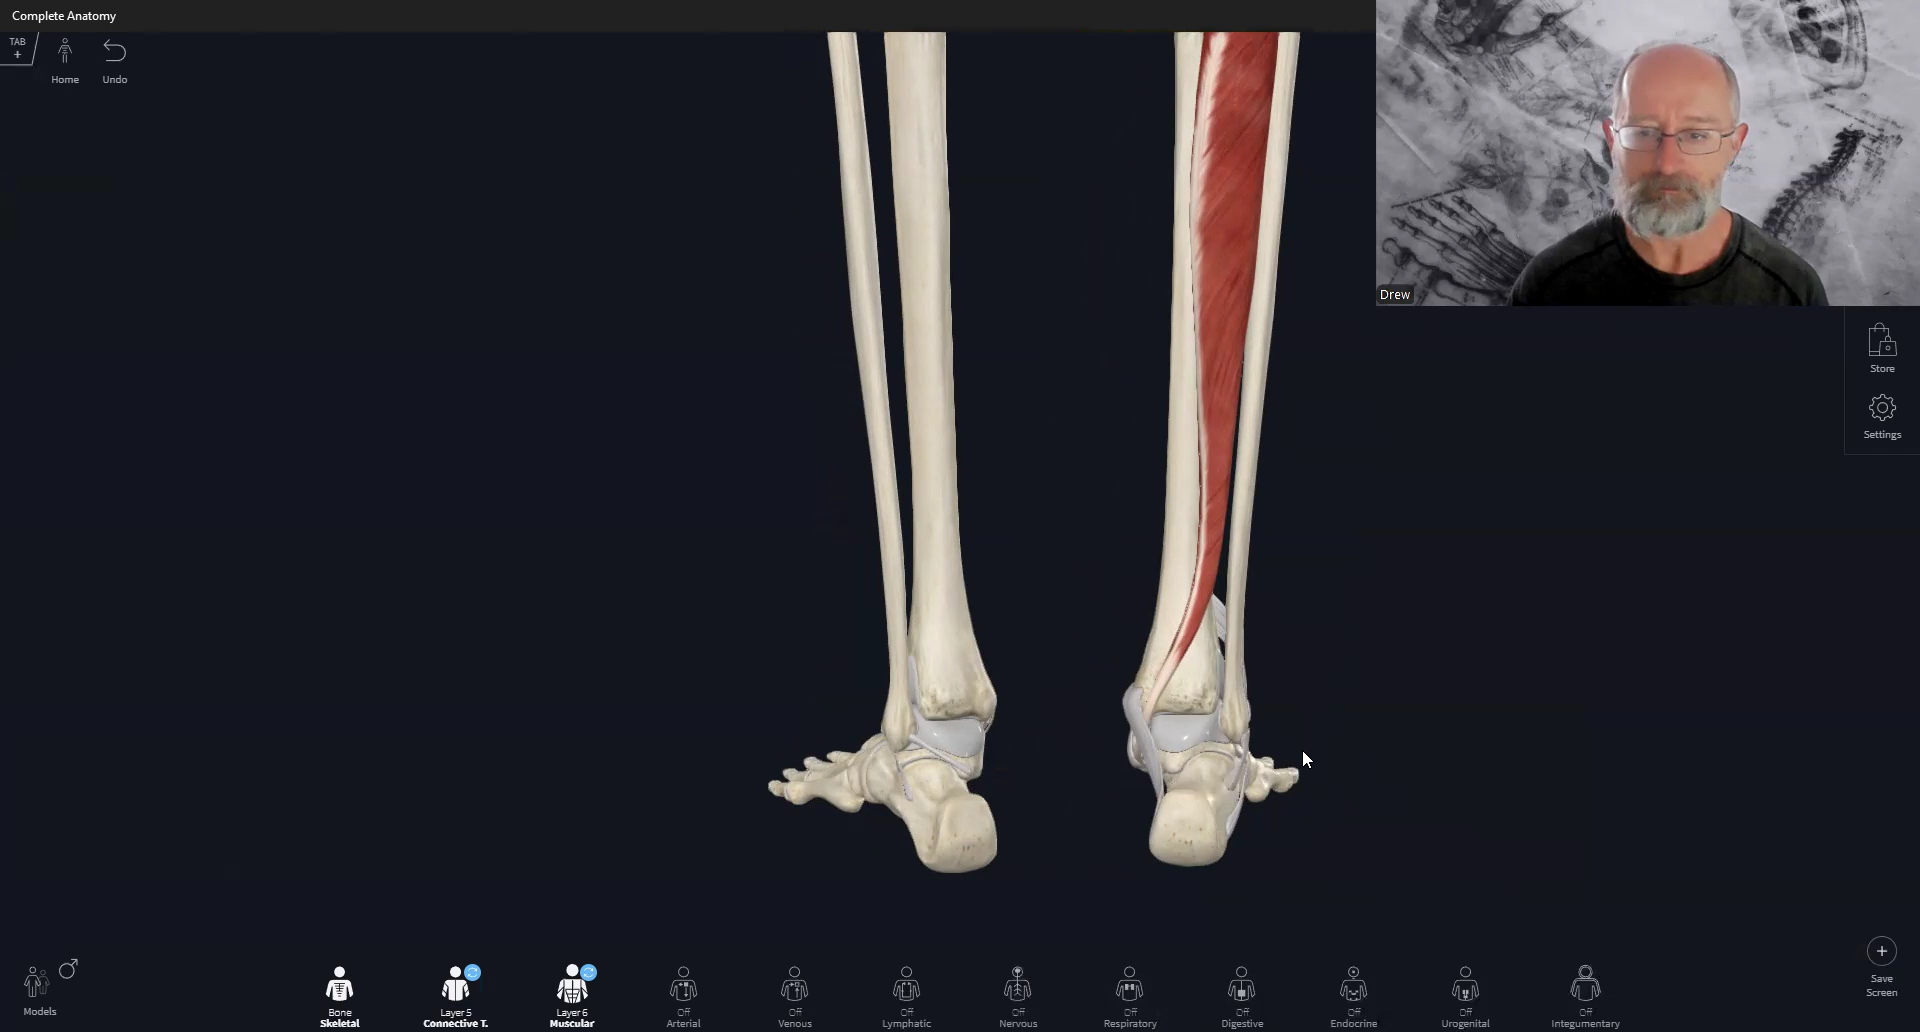 Complete Anatomy
TAB
+
Home
Undo
Drew
Store
Settings
Save
Screen
Models
Bone
Skeletal
Layer 5
Connective T.
Layer 6
Muscular
Off
Arterial
Off
Venous
Off
Lymphatic
Off
Nervous
Off
Respiratory
Off
Digestive
Off
Endocrine
Off
Urogenital
Off
Integumentary